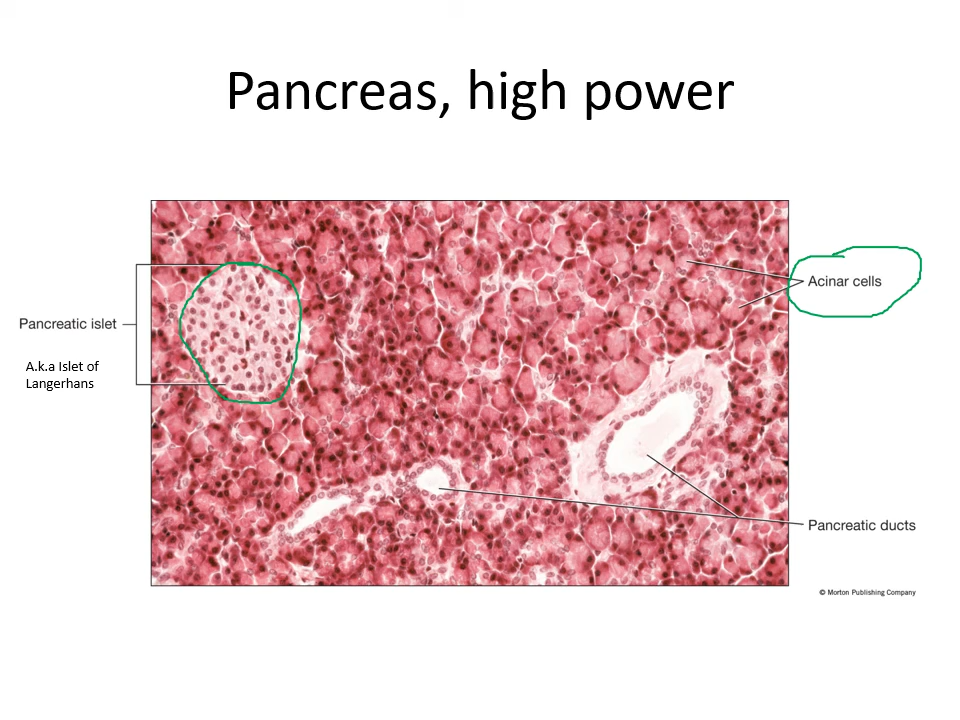 Pancreas, high power
Acinar cells
Pancreatic islet
A.k.a Islet of
Langerhans
Pancreatic ducts
© Morton Publishing Company